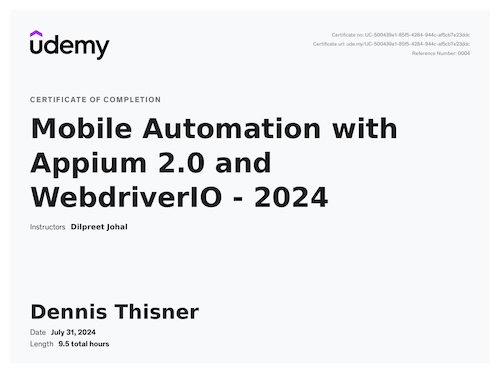 udemy
Certificate no: UC-500439e1-85f5-4284-944c-ef5cb7e33ddc
Certificate url: ude.my/UC-500439e1-85f5-4284-944c-ef5cb7e33ddc
Reference Number: 0004
CERTIFICATE OF COMPLETION
Mobile Automation with
Appium 2.0 and
WebdriverIO - 2024
Instructors Dilpreet Johal
Dennis Thisner
Date July 31, 2024
Length 9.5 total hours